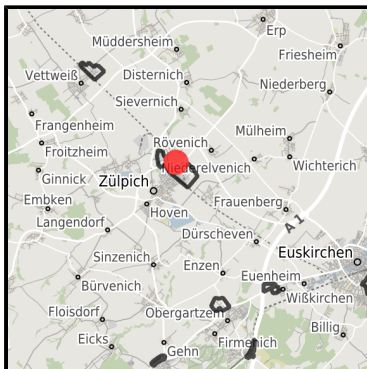 Erp
Müddersheim
Friesheim
Vettweiß
Disternich
Niederberg
Sievernich
Frangenheim
Mülheim
Rövenich
Froitzheim
Niederelvenich
Wichterich
Ginnick
Zülpich
Embken
Hoven
Frauenberg
Langendorf
A 1
Dürscheven
Euskirchen
Sinzenich
Enzen
Euenheim
Bürvenich
Wißkirchen
Floisdorf
Obergartzem
Billig
Eicks
Firmenich
Gehn